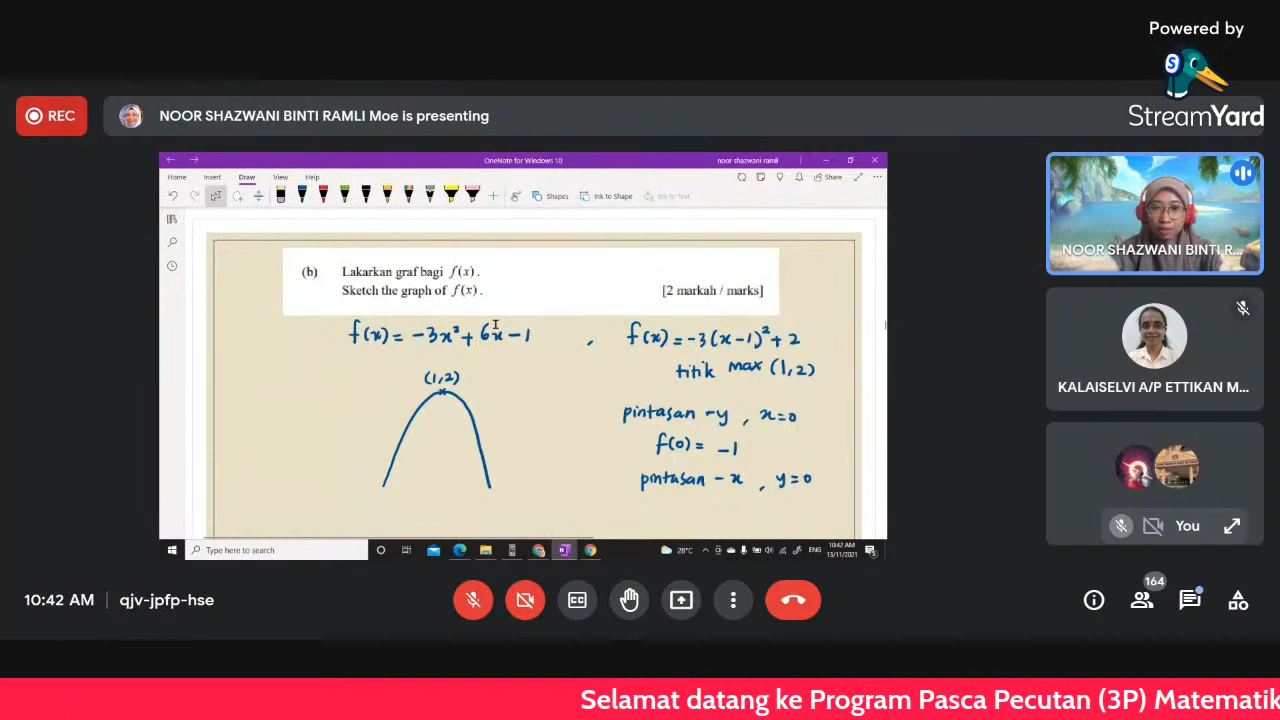 Powered by
S
StreamYard
REC
NOOR SHAZWANI BINTI RAMLI Moe is presenting
OneNote for Windows 10
noor shazwani ramli
Home Insert Draw View Help
Share
Shapes
Ink to Shape
Ink to Text
(b) Lakarkan graf bagi f(x).
Sketch the graph of f(x). [2 markah / marks]
f(x) = -3x² + 6x - 1 , f(x) = -3(x-1)² + 2
titik max (1,2)
(1,2)
pintasan -y , x=0
f(0) = -1
pintasan - x , y=0
Type here to search
28°C
ENG
10:42 AM
13/11/2021
NOOR SHAZWANI BINTI R...
KALAISELVI A/P ETTIKAN M...
You
10:42 AM | qjv-jpfp-hse
CC
164
Selamat datang ke Program Pasca Pecutan (3P) Matematik